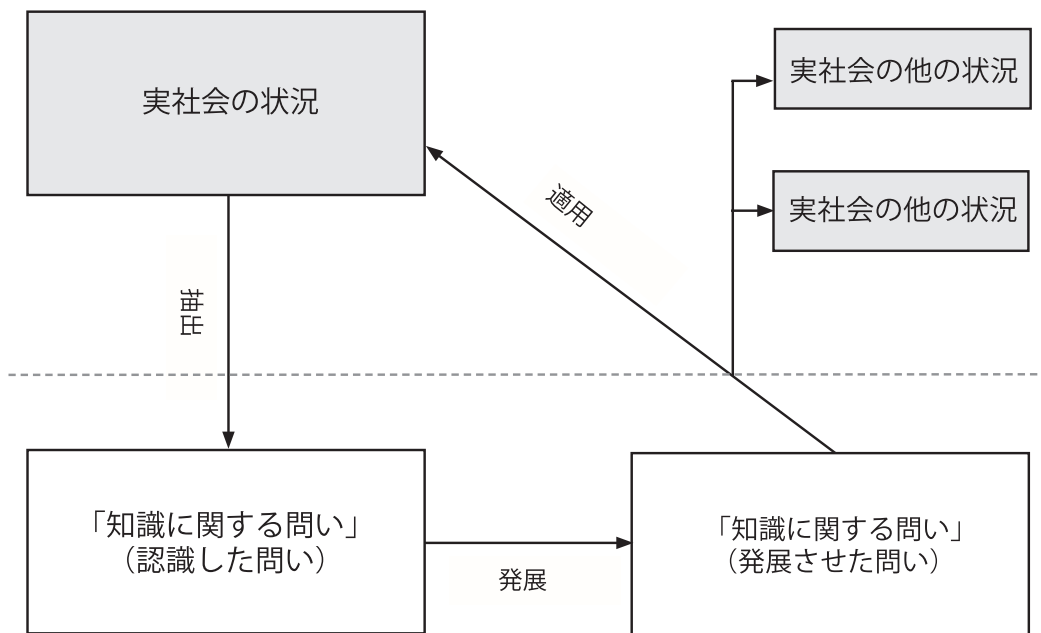 実社会の状況
実社会の他の状況
実社会の他の状況
適用
抽出
「知識に関する問い」
（認識した問い）
発展
「知識に関する問い」
（発展させた問い）